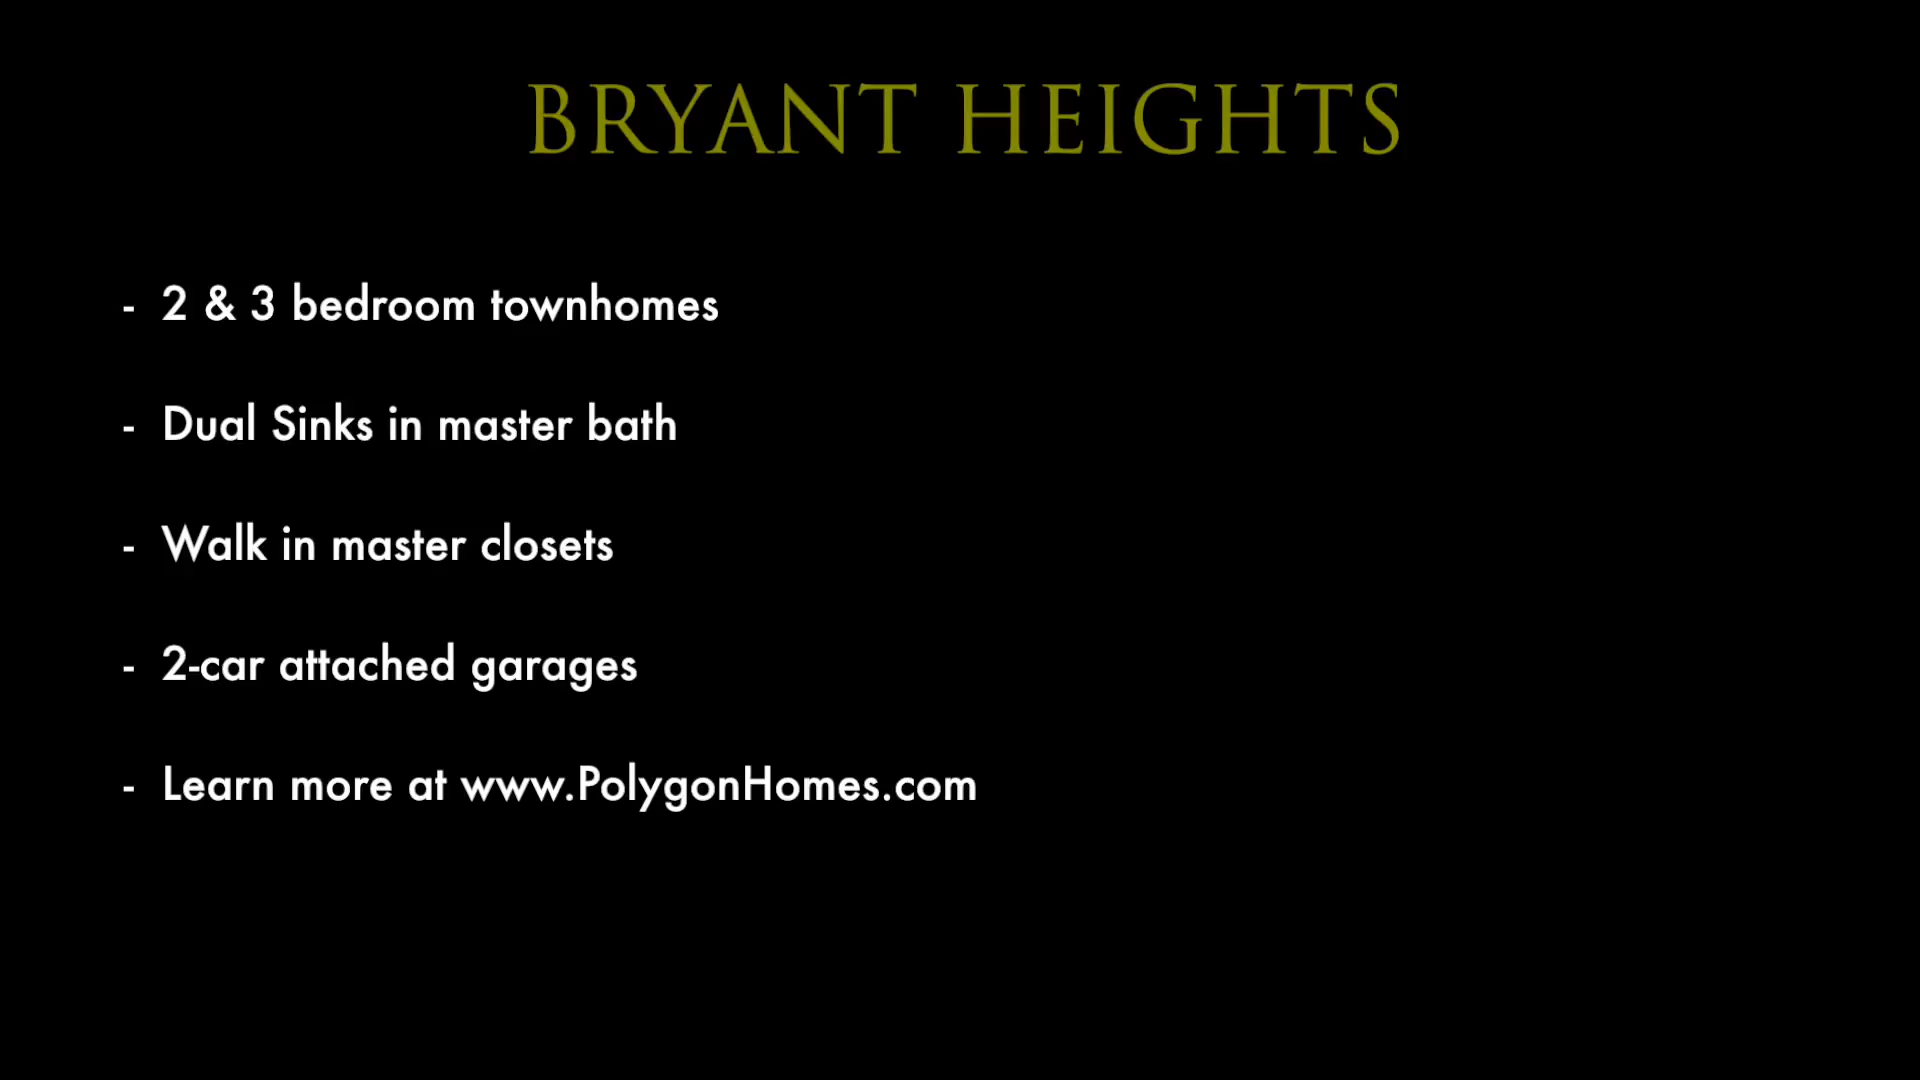 BRYANT HEIGHTS
- 2 & 3 bedroom townhomes
- Dual Sinks in master bath
- Walk in master closets
- 2-car attached garages
- Learn more at www.PolygonHomes.com